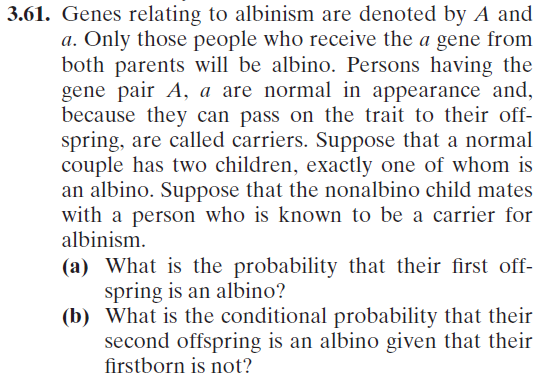 3.61. Genes relating to albinism are denoted by A and
a. Only those people who receive the a gene from
both parents will be albino. Persons having the
gene pair A, a are normal in appearance and,
because they can pass on the trait to their off-
spring, are called carriers. Suppose that a normal
couple has two children, exactly one of whom is
an albino. Suppose that the nonalbino child mates
with a person who is known to be a carrier for
albinism.
(a) What is the probability that their first off-
spring is an albino?
(b) What is the conditional probability that their
second offspring is an albino given that their
firstborn is not?